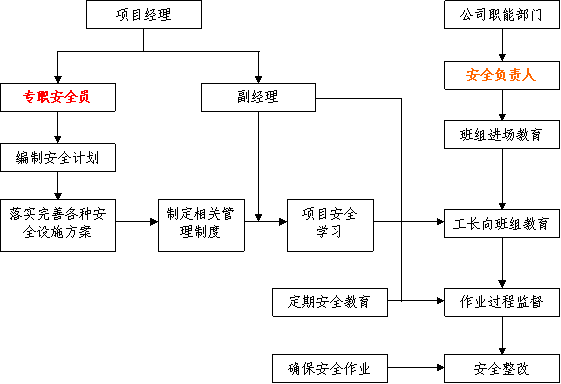 项目经理
公司职能部门
专职安全员
副经理
安全负责人
编制安全计划
班组进场教育
落实完善各种安
全设施方案
制定相关管
理制度
项目安全
学习
工长向班组教育
定期安全教育
作业过程监督
确保安全作业
安全整改